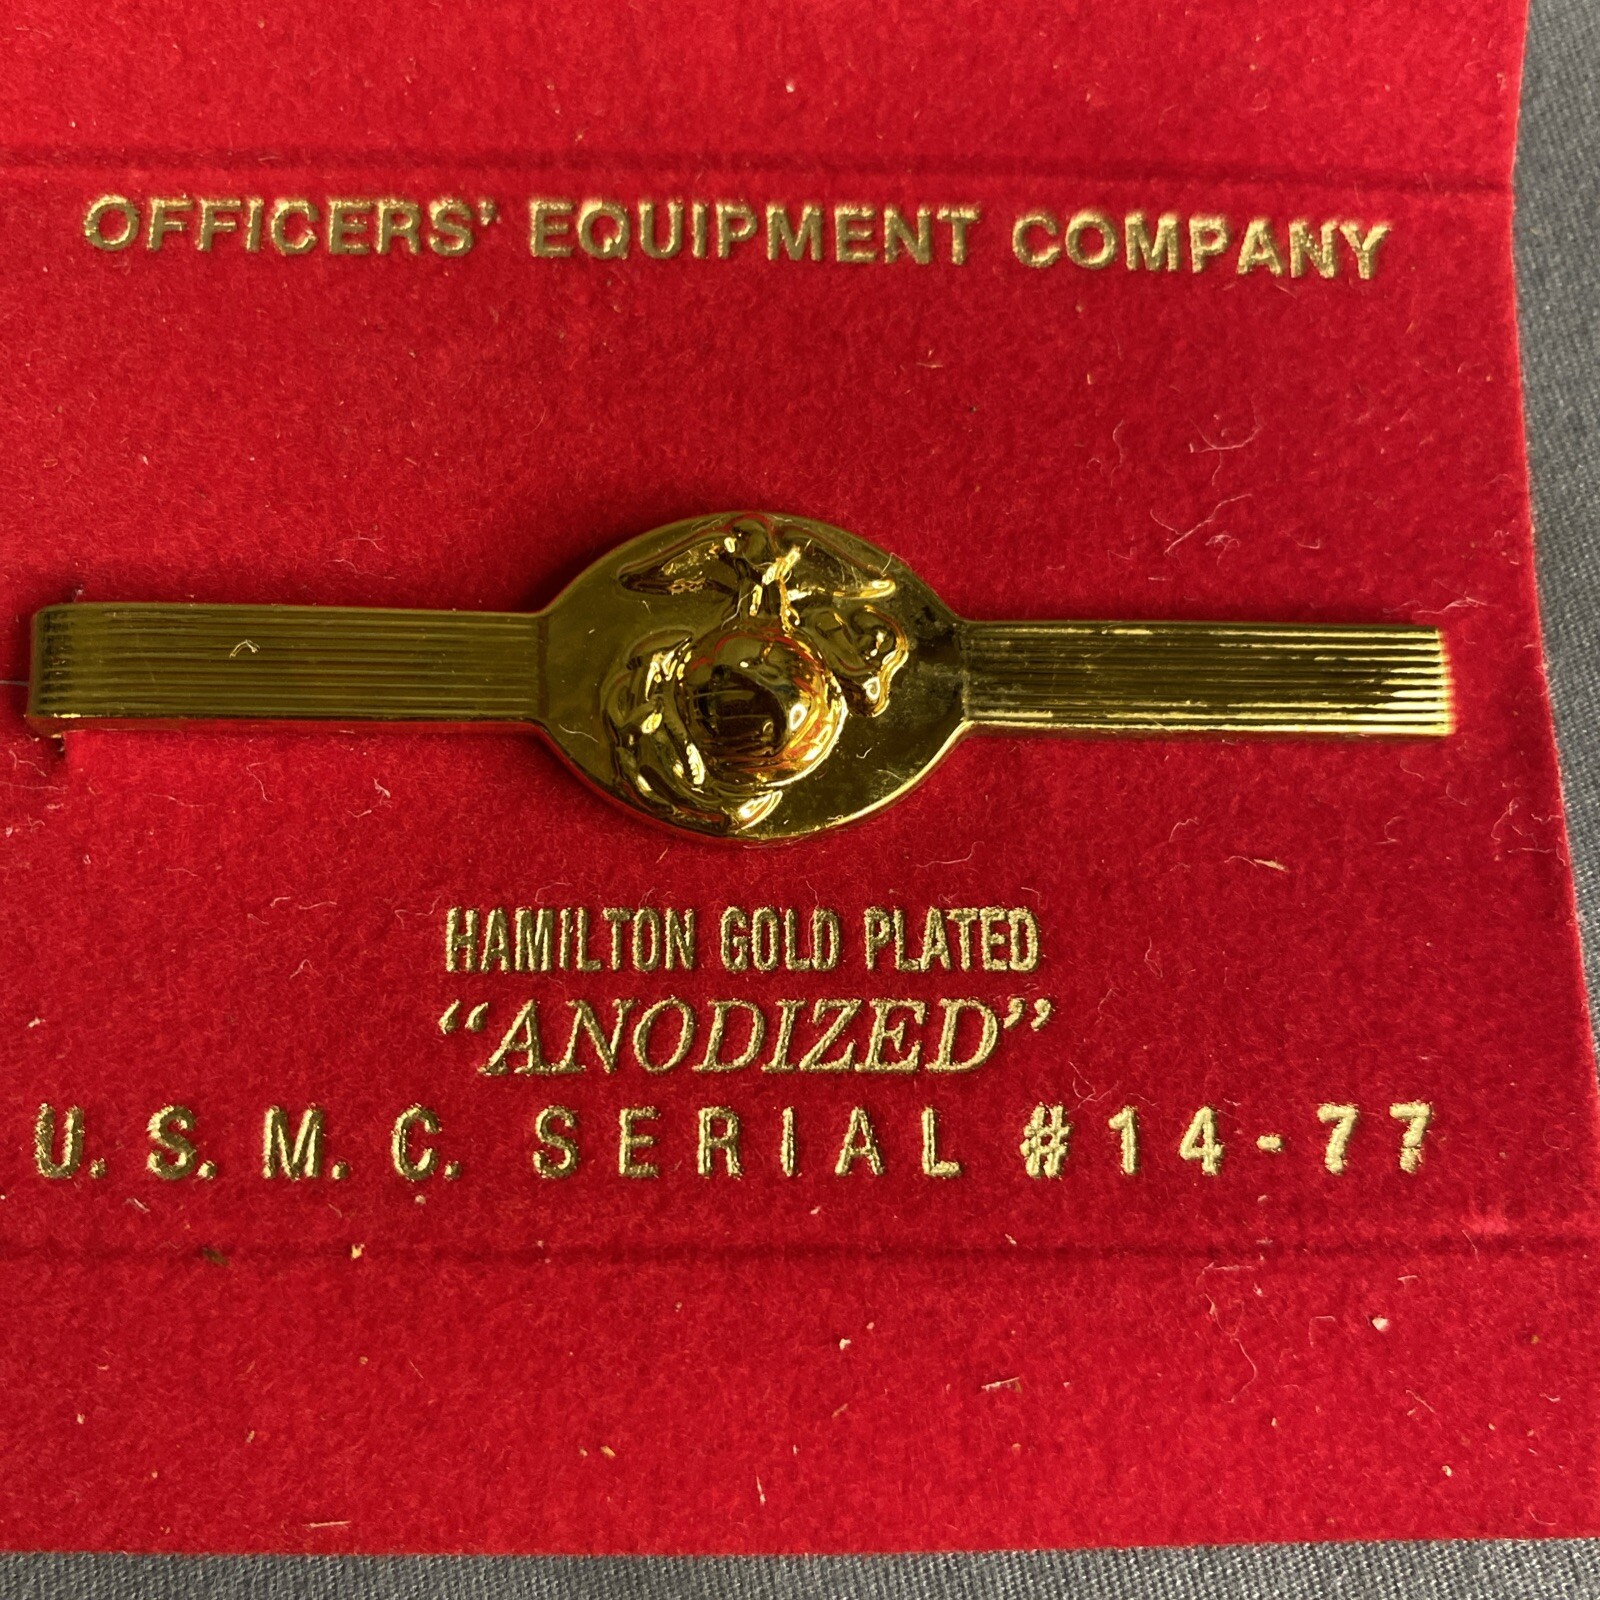 OFFICERS' EQUIPMENT COMPANY
HAMILTON GOLD PLATED
“ANODIZED”
U. S. M. C. SERIAL #14-77